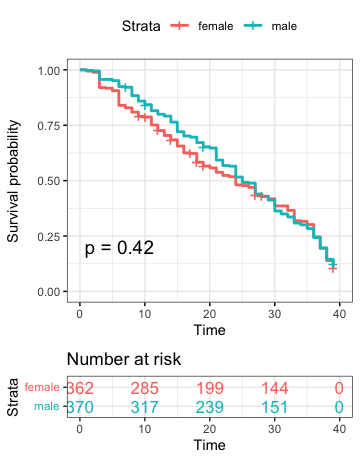 Strata female male
1.00
0.75
0.50
0.25
0.00
Survival probability
p = 0.42
0 10 20 30 40
Time
Number at risk
Strata
female 362 285 199 144 0
male 370 317 239 151 0
0 10 20 30 40
Time